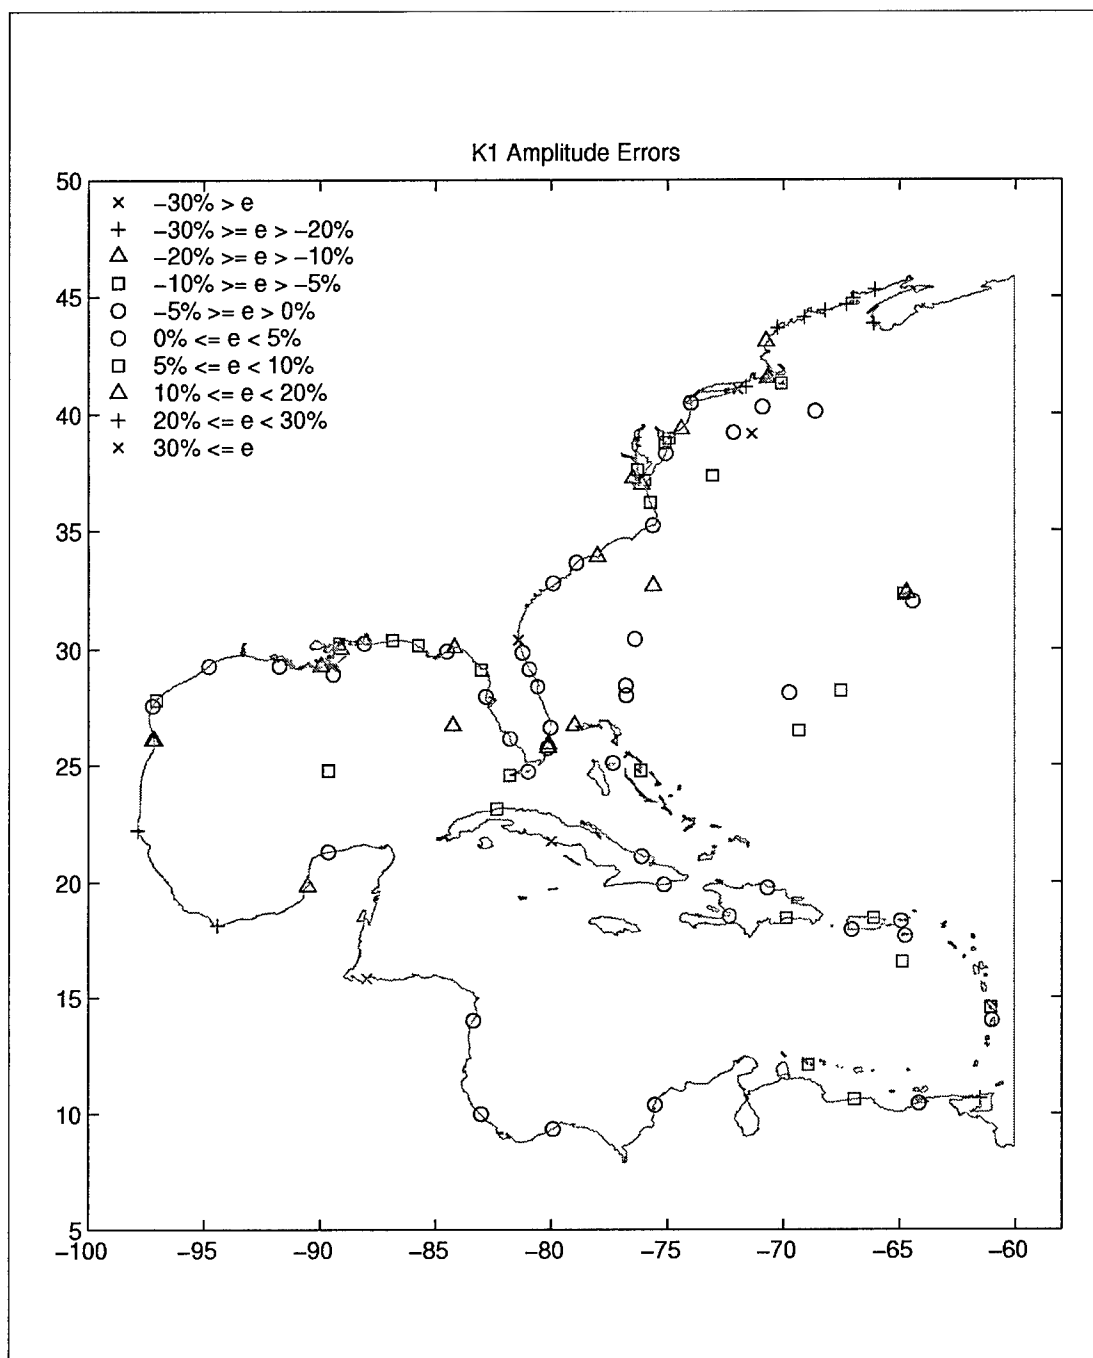 K1 Amplitude Errors
50
45
40
35
30
25
20
15
10
5
× −30% > e
+ −30% >= e > −20%
△ −20% >= e > −10%
□ −10% >= e > −5%
○ −5% >= e > 0%
○ 0% <= e < 5%
□ 5% <= e < 10%
△ 10% <= e < 20%
+ 20% <= e < 30%
× 30% <= e
−100 −95 −90 −85 −80 −75 −70 −65 −60